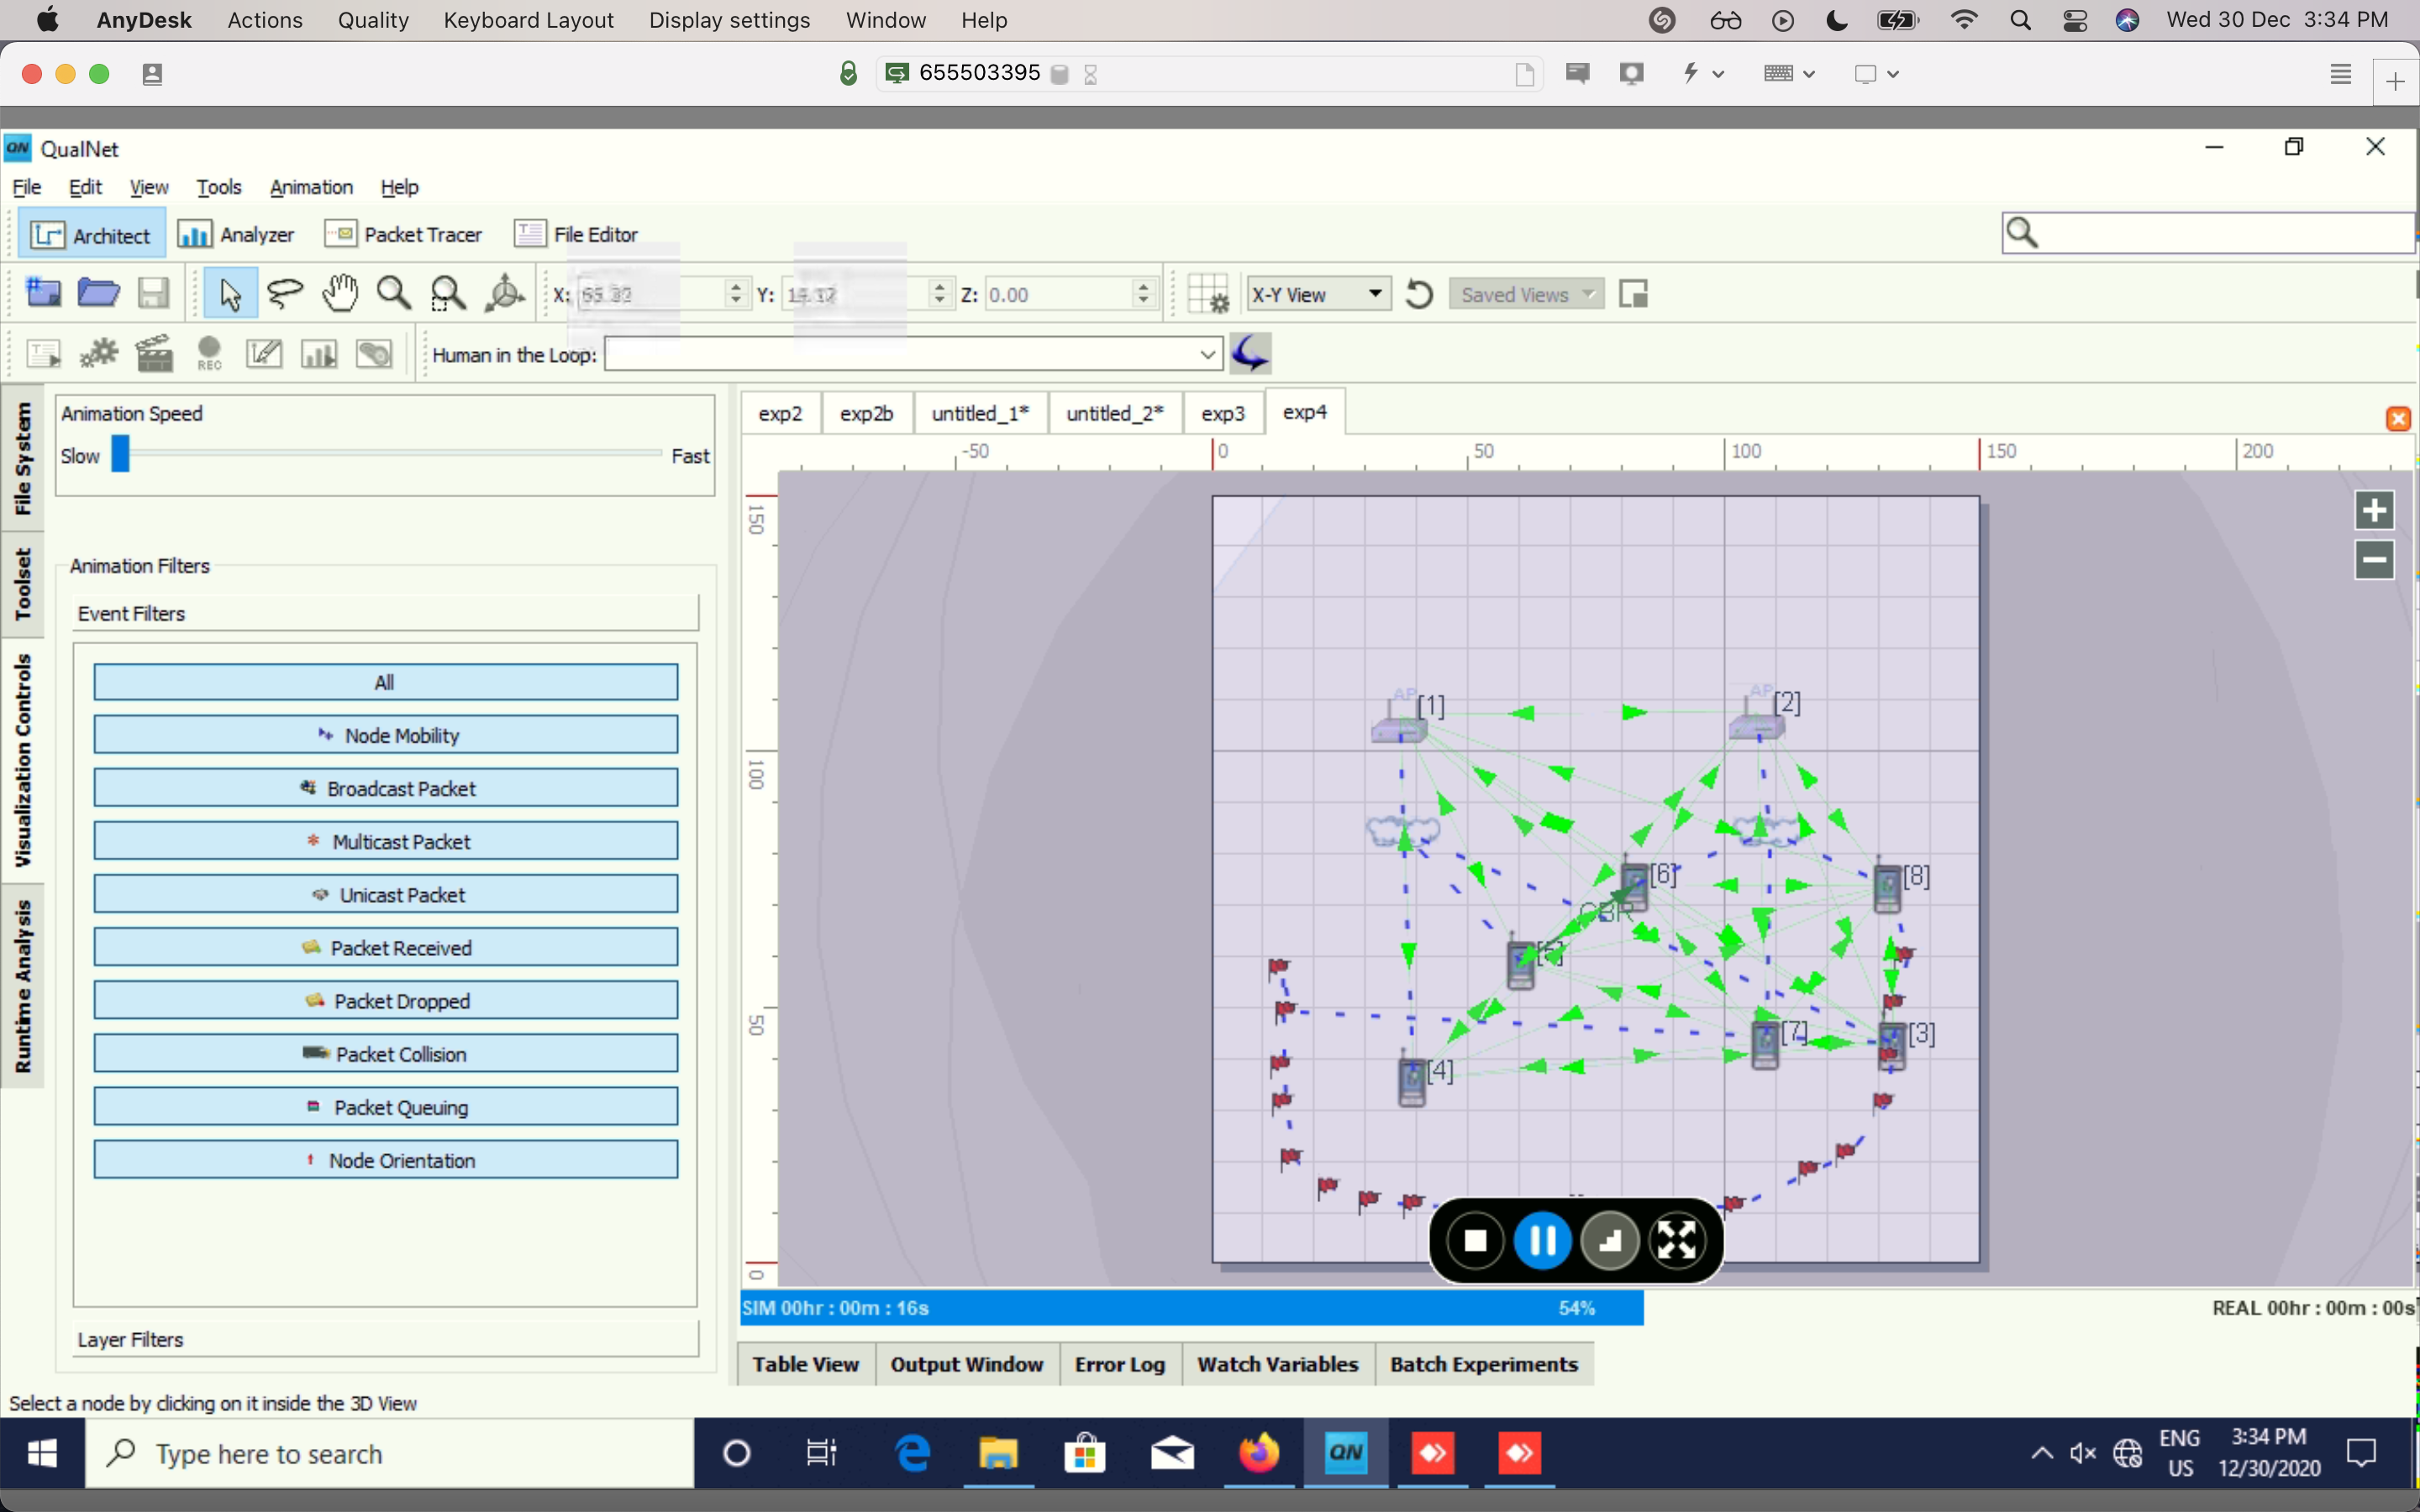 AnyDesk Actions Quality Keyboard Layout Display settings Window Help Wed 30 Dec 3:34 PM
655503395
QN QualNet
File Edit View Tools Animation Help
Architect Analyzer Packet Tracer File Editor
X: Y: Z: 0.00 X-Y View Saved Views
REC Human in the Loop:
File System
Toolset
Visualization Controls
Runtime Analysis
Animation Speed
Slow Fast
Animation Filters
Event Filters
All
Node Mobility
Broadcast Packet
Multicast Packet
Unicast Packet
Packet Received
Packet Dropped
Packet Collision
Packet Queuing
Node Orientation
Layer Filters
exp2 exp2b untitled_1* untitled_2* exp3 exp4
-50 0 50 100 150 200
150
100
50
0
AP [1] AP [2]
[6] [8]
CBR
[5]
[7] [3]
[4]
SIM 00hr : 00m : 16s 54% REAL 00hr : 00m : 00s
Table View Output Window Error Log Watch Variables Batch Experiments
Select a node by clicking on it inside the 3D View
Type here to search QN ENG 3:34 PM
US 12/30/2020